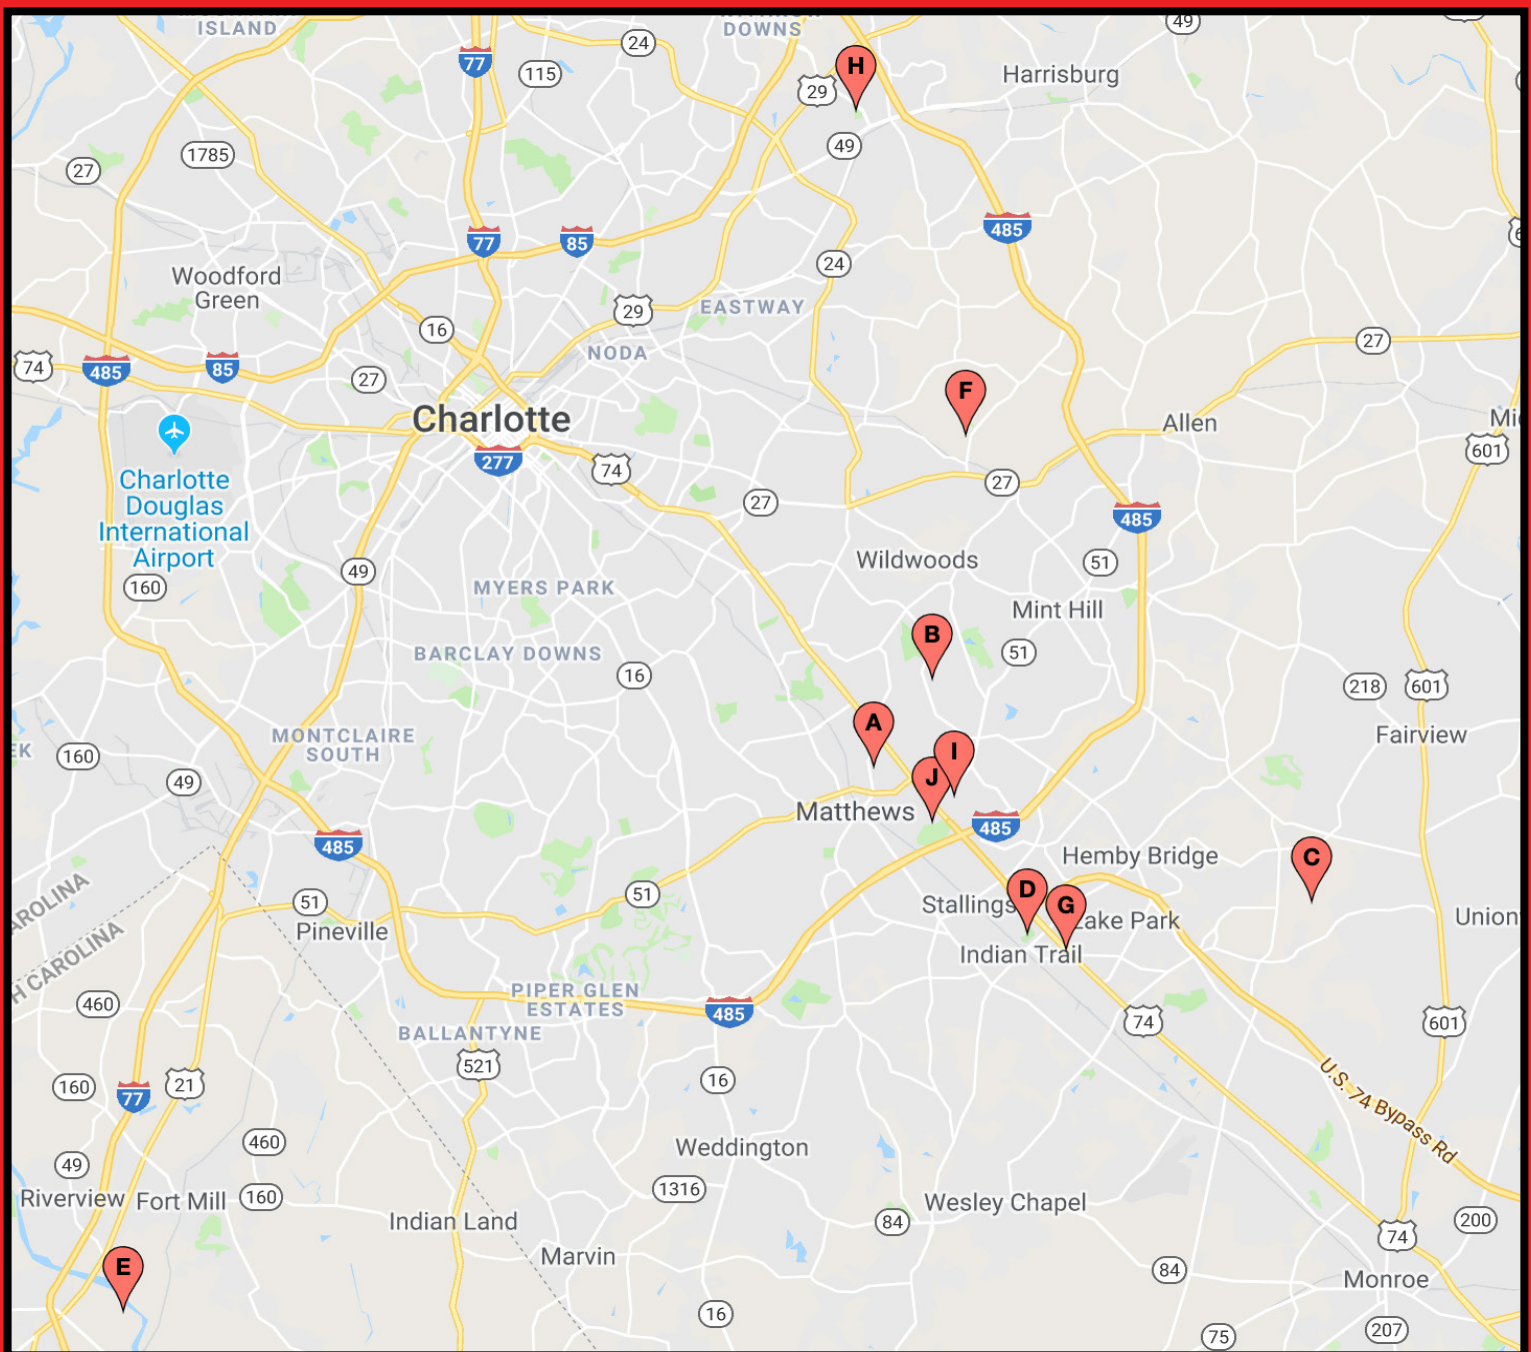 ISLAND
DOWNS
49
24
77
115
H
29
Harrisburg
49
1785
27
485
77
85
24
Woodford
Green
29
EASTWAY
16
NODA
27
74
485
85
27
F
Charlotte
Allen
601
277
74
27
27
485
Charlotte
Douglas
International
Airport
Wildwoods
51
49
160
MYERS PARK
Mint Hill
B
BARCLAY DOWNS
51
16
218
601
A
MONTCLAIRE
SOUTH
Fairview
EK
160
I
49
J
Matthews
485
485
Hemby Bridge
C
D
51
51
Stallings
G
Lake Park
Union
Pineville
Indian Trail
AROLINA
H CAROLINA
460
PIPER GLEN
ESTATES
485
74
601
BALLANTYNE
521
160
77
21
16
U.S. 74 Bypass Rd
460
Weddington
49
Riverview
Fort Mill
160
1316
Wesley Chapel
Indian Land
84
200
74
Marvin
E
84
Monroe
16
75
207